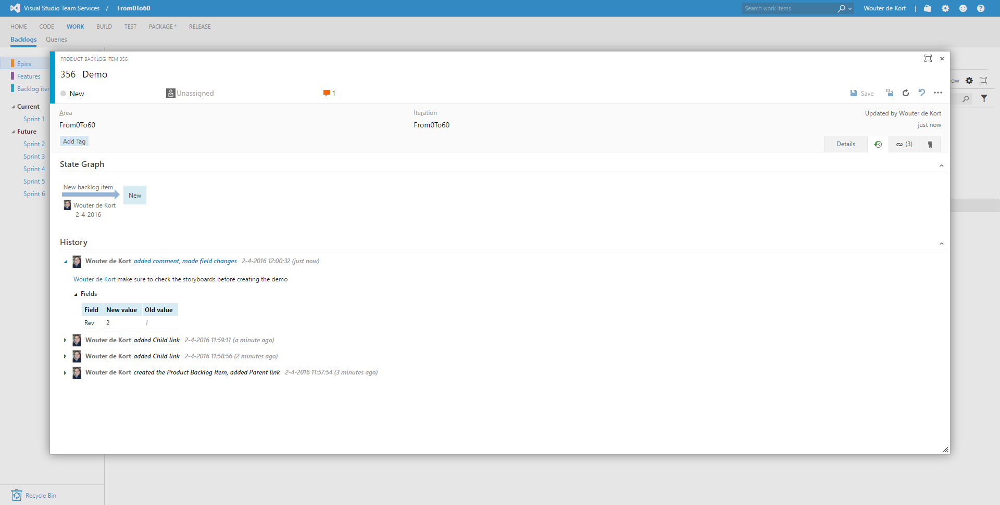 Visual Studio Team Services / From0To60
Search work items
Wouter de Kort |
HOME CODE WORK BUILD TEST PACKAGE * RELEASE
Backlogs Queries
Epics
Features
Backlog iter
Current
Sprint 1
Future
Sprint 2
Sprint 3
Sprint 4
Sprint 5
Sprint 6
Recycle Bin
PRODUCT BACKLOG ITEM 356
356 Demo
New
Unassigned
1
Save
ow
Area
From0To60
Iteration
From0To60
Updated by Wouter de Kort
just now
Add Tag
Details
(3)
State Graph
New backlog item
Wouter de Kort
2-4-2016
New
History
Wouter de Kort added comment, made field changes 2-4-2016 12:00:32 (just now)
Wouter de Kort make sure to check the storyboards before creating the demo
Fields
Field New value Old value
Rev 2 1
Wouter de Kort added Child link 2-4-2016 11:59:11 (a minute ago)
Wouter de Kort added Child link 2-4-2016 11:58:56 (2 minutes ago)
Wouter de Kort created the Product Backlog Item, added Parent link 2-4-2016 11:57:54 (3 minutes ago)